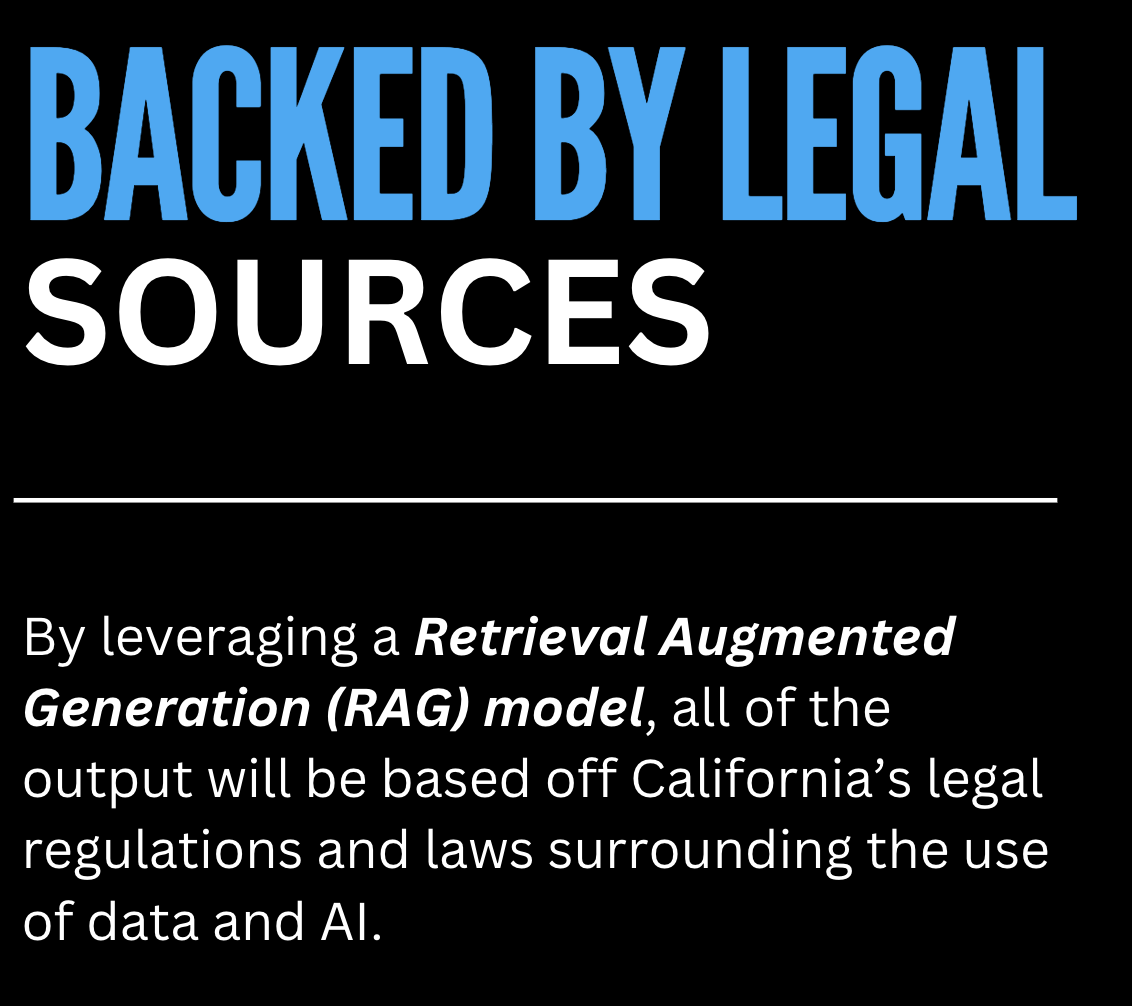 BACKED BY LEGAL
SOURCES
By leveraging a Retrieval Augmented
Generation (RAG) model, all of the
output will be based off California’s legal
regulations and laws surrounding the use
of data and AI.